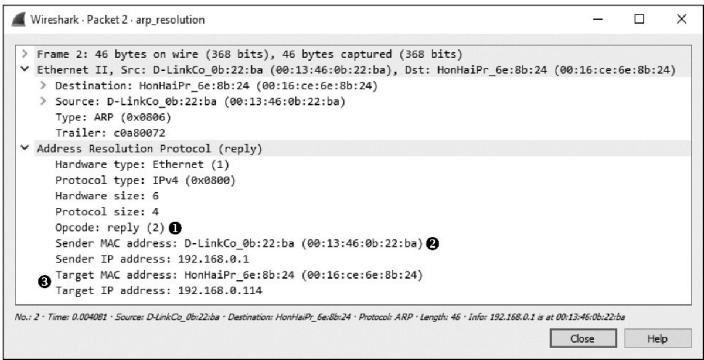 Wireshark · Packet 2 · arp_resolution
> Frame 2: 46 bytes on wire (368 bits), 46 bytes captured (368 bits)
Ethernet II, Src: D-LinkCo_0b:22:ba (00:13:46:0b:22:ba), Dst: HonHaiPr_6e:8b:24 (00:16:ce:6e:8b:24)
> Destination: HonHaiPr_6e:8b:24 (00:16:ce:6e:8b:24)
> Source: D-LinkCo_0b:22:ba (00:13:46:0b:22:ba)
Type: ARP (0x0806)
Trailer: c0a80072
Address Resolution Protocol (reply)
Hardware type: Ethernet (1)
Protocol type: IPv4 (0x0800)
Hardware size: 6
Protocol size: 4
Opcode: reply (2) ❶
Sender MAC address: D-LinkCo_0b:22:ba (00:13:46:0b:22:ba) ❷
Sender IP address: 192.168.0.1
❸ Target MAC address: HonHaiPr_6e:8b:24 (00:16:ce:6e:8b:24)
Target IP address: 192.168.0.114
No.: 2 · Time: 0.004081 · Source: D-LinkCo_0b:22:ba · Destination: HonHaiPr_6e:8b:24 · Protocol: ARP · Length: 46 · Info: 192.168.0.1 is at 00:13:46:0b:22:ba
Close Help